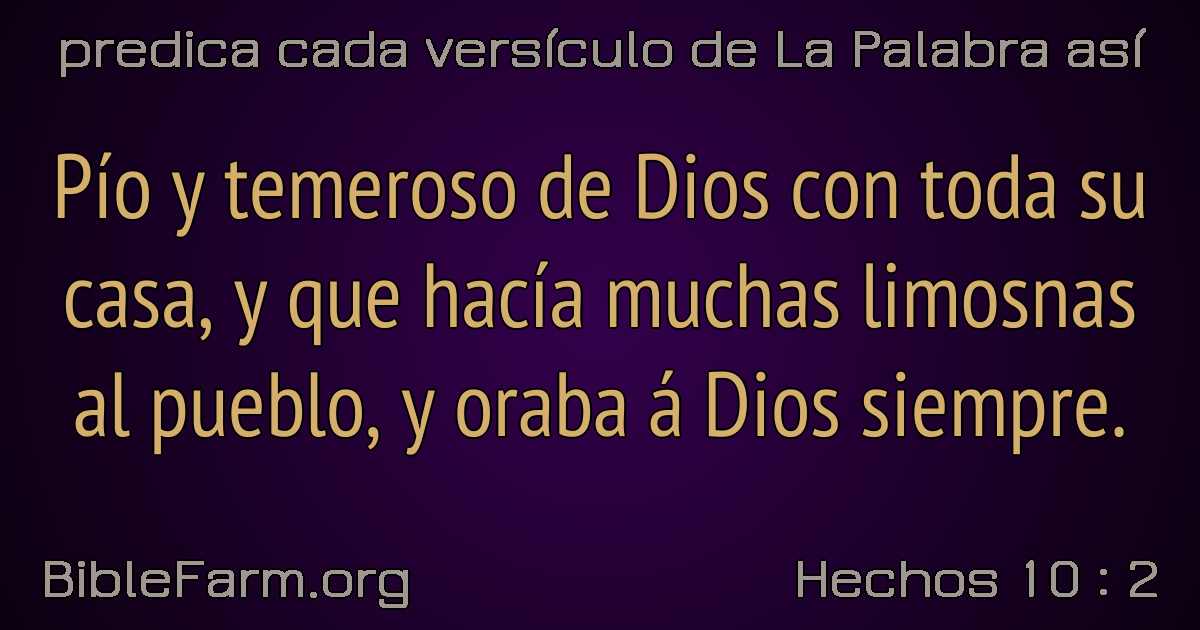 predica cada versículo de La Palabra así
Pío y temeroso de Dios con toda su
casa, y que hacía muchas limosnas
al pueblo, y oraba á Dios siempre.
BibleFarm.org
Hechos 10 : 2